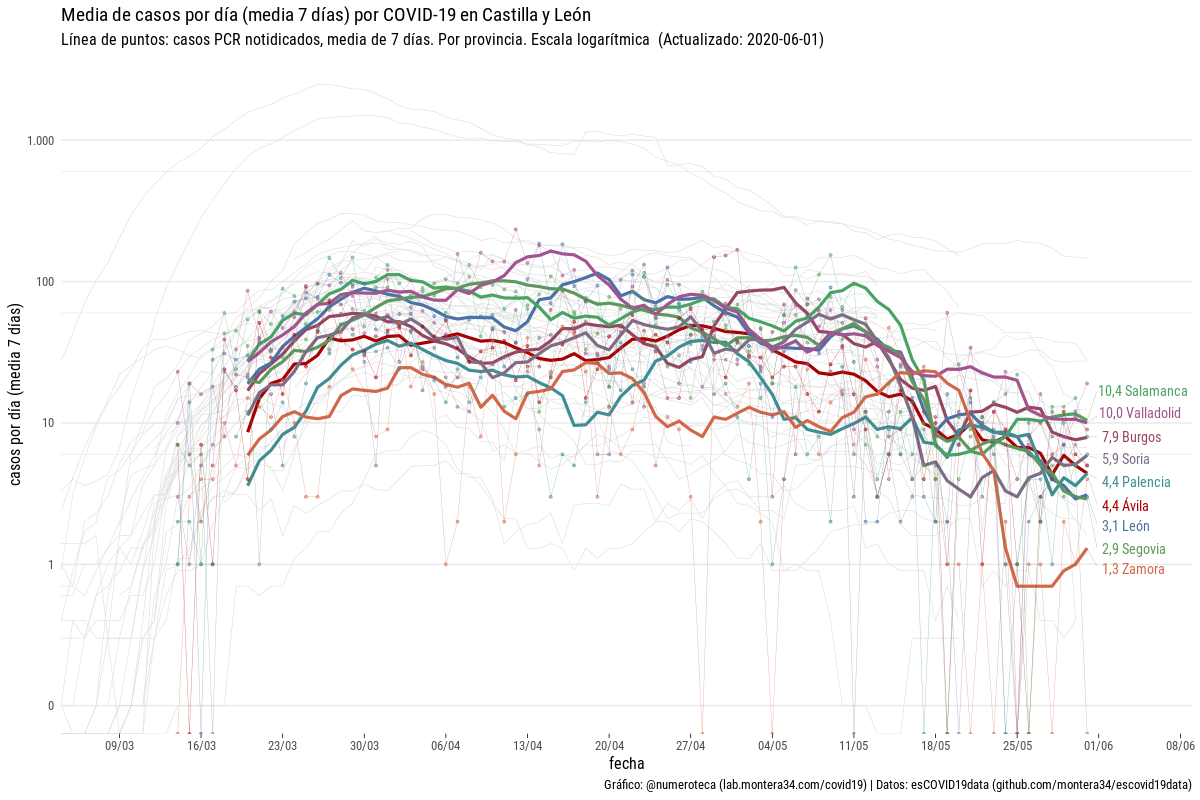 Media de casos por día (media 7 días) por COVID-19 en Castilla y León
Línea de puntos: casos PCR notidicados, media de 7 días. Por provincia. Escala logarítmica (Actualizado: 2020-06-01)
casos por día (media 7 días)
1.000
100
10
1
0
10,4 Salamanca
10,0 Valladolid
7,9 Burgos
5,9 Soria
4,4 Palencia
4,4 Ávila
3,1 León
2,9 Segovia
1,3 Zamora
09/03 16/03 23/03 30/03 06/04 13/04 20/04 27/04 04/05 11/05 18/05 25/05 01/06 08/06
fecha
Gráfico: @numeroteca (lab.montera34.com/covid19) | Datos: esCOVID19data (github.com/montera34/escovid19data)